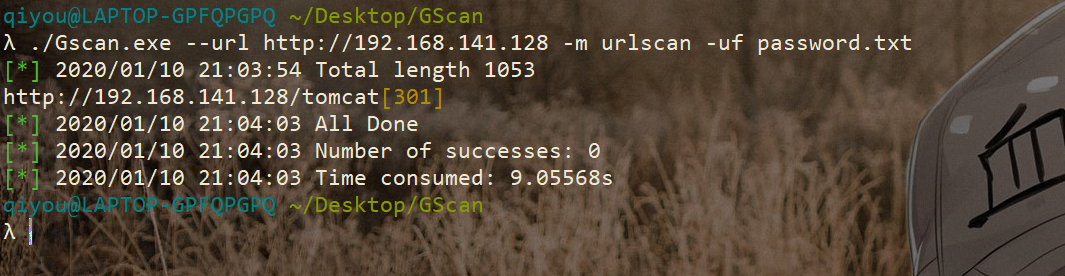 qiyou@LAPTOP-GPFQPGPQ ~/Desktop/GScan
λ ./Gscan.exe --url http://192.168.141.128 -m urlscan -uf password.txt
[*] 2020/01/10 21:03:54 Total length 1053
http://192.168.141.128/tomcat[301]
[*] 2020/01/10 21:04:03 All Done
[*] 2020/01/10 21:04:03 Number of successes: 0
[*] 2020/01/10 21:04:03 Time consumed: 9.05568s
qiyou@LAPTOP-GPFQPGPQ ~/Desktop/GScan
λ